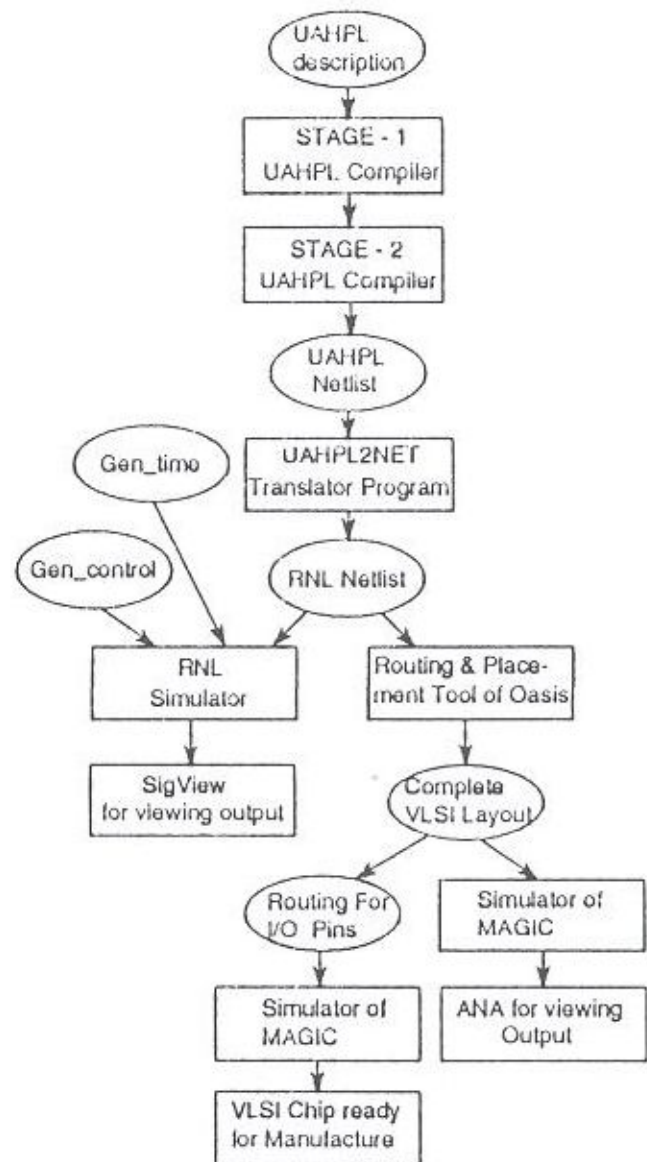 UAHPL
description
STAGE - 1
UAHPL Compiler
STAGE - 2
UAHPL Compiler
UAHPL
Netlist
UAHPL2NET
Translator Program
Gen_time
Gen_control
RNL Netlist
RNL
Simulator
Routing & Place-
ment Tool of Oasis
SigView
for viewing output
Complete
VLSI Layout
Routing For
I/O Pins
Simulator of
MAGIC
Simulator of
MAGIC
ANA for viewing
Output
VLSI Chip ready
for Manufacture